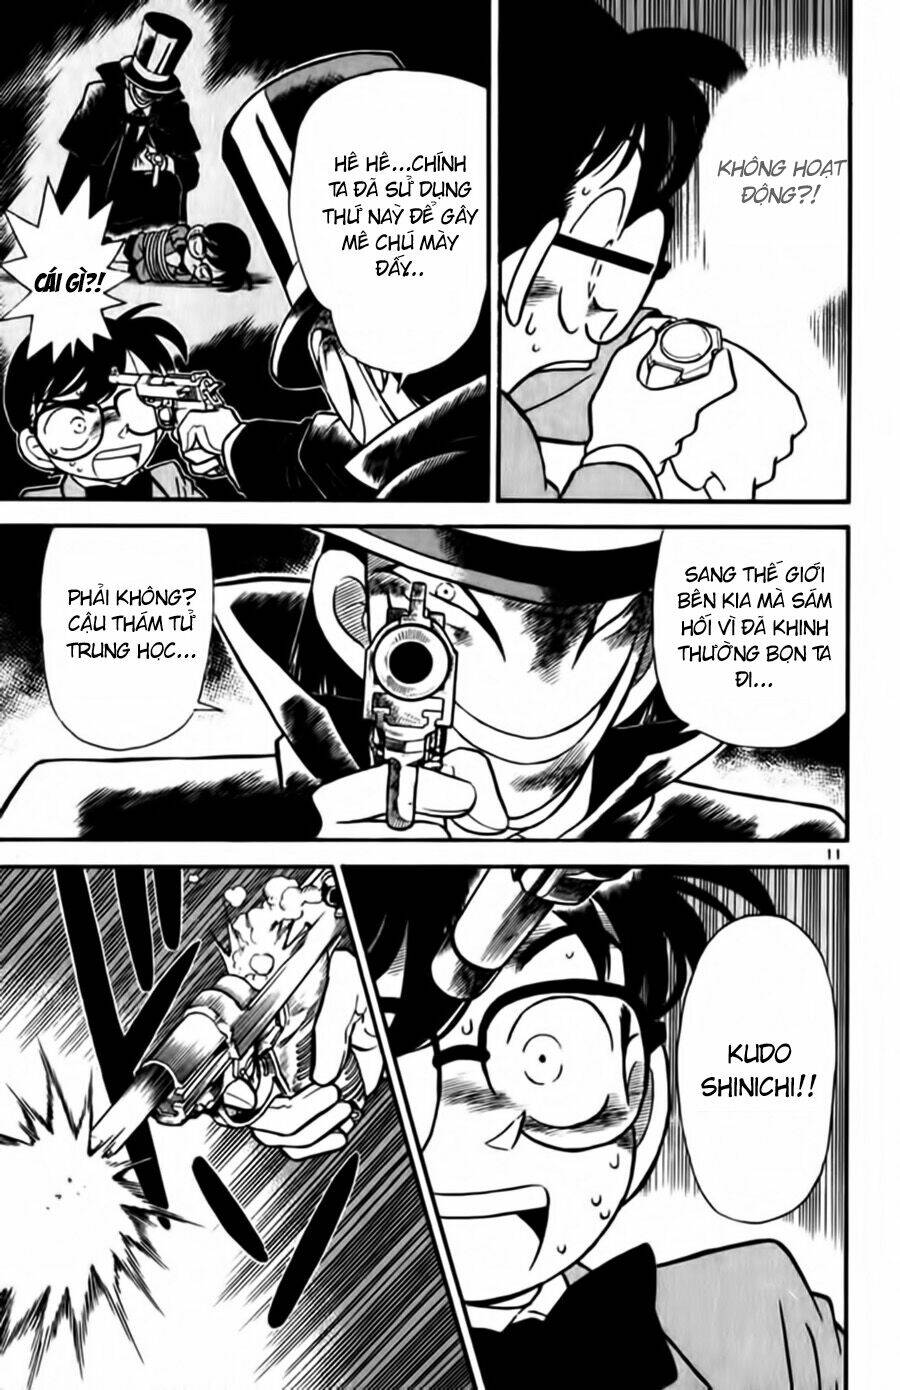 KHÔNG HOẠT
ĐỘNG?!
HÊ HÊ...CHÍNH
TA ĐÃ SỬ DỤNG
THỨ NÀY ĐỂ GÂY
MÊ CHÚ MÀY
ĐẤY..
CÁI GÌ?!
SANG THẾ GIỚI
BÊN KIA MÀ SÁM
HỐI VÌ ĐÃ KHINH
THƯỜNG BỌN TA
ĐI...
PHẢI KHÔNG?
CẬU THÁM TỬ
TRUNG HỌC...
11
KUDO
SHINICHI!!